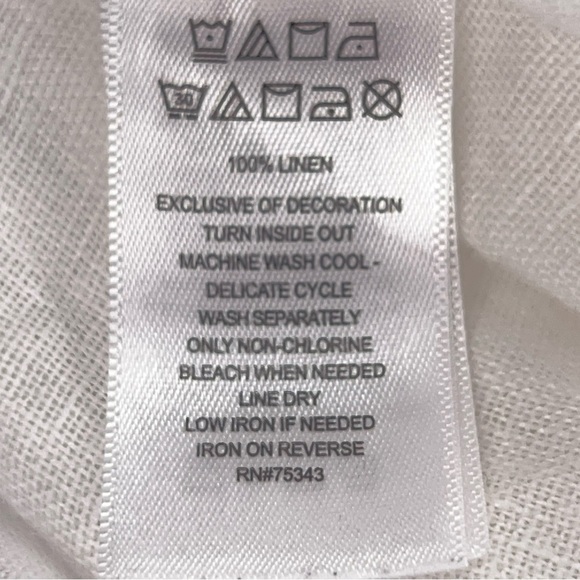 30
100% LINEN
EXCLUSIVE OF DECORATION
TURN INSIDE OUT
MACHINE WASH COOL -
DELICATE CYCLE
WASH SEPARATELY
ONLY NON-CHLORINE
BLEACH WHEN NEEDED
LINE DRY
LOW IRON IF NEEDED
IRON ON REVERSE
RN#75343